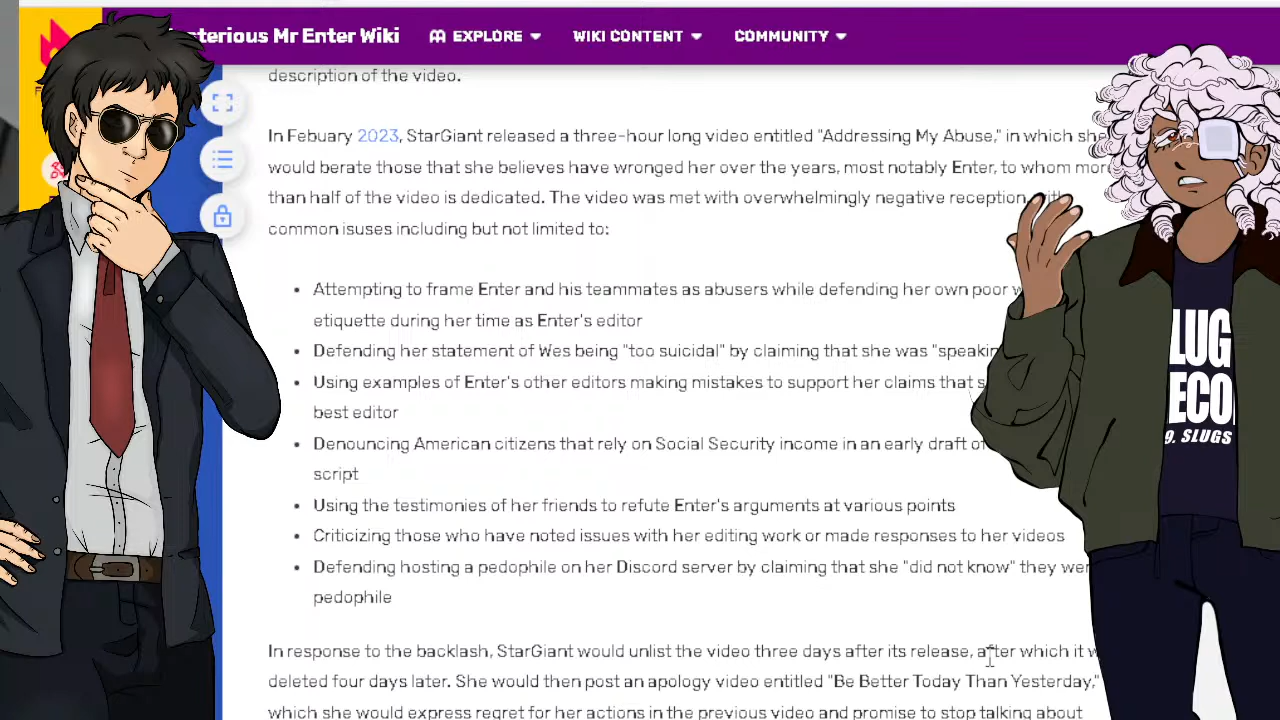 sterious Mr Enter Wiki EXPLORE WIKI CONTENT COMMUNITY
description of the video.
In Febuary 2023, StarGiant released a three-hour long video entitled "Addressing My Abuse," in which she
would berate those that she believes have wronged her over the years, most notably Enter, to whom more
than half of the video is dedicated. The video was met with overwhelmingly negative reception, with
common isuses including but not limited to:
• Attempting to frame Enter and his teammates as abusers while defending her own poor
etiquette during her time as Enter's editor
• Defending her statement of Wes being "too suicidal" by claiming that she was
• Using examples of Enter's other editors making mistakes to support her claims that
best editor
• Denouncing American citizens that rely on Social Security income in an early draft
script
• Using the testimonies of her friends to refute Enter's arguments at various points
• Criticizing those who have noted issues with her editing work or made responses to her videos
• Defending hosting a pedophile on her Discord server by claiming that she "did not know" they
pedophile
In response to the backlash, StarGiant would unlist the video three days after its release, after which it
deleted four days later. She would then post an apology video entitled "Be Better Today Than Yesterday,"
which she would express regret for her actions in the previous video and promise to stop talking about
LUG
ECO
9. SLUGS